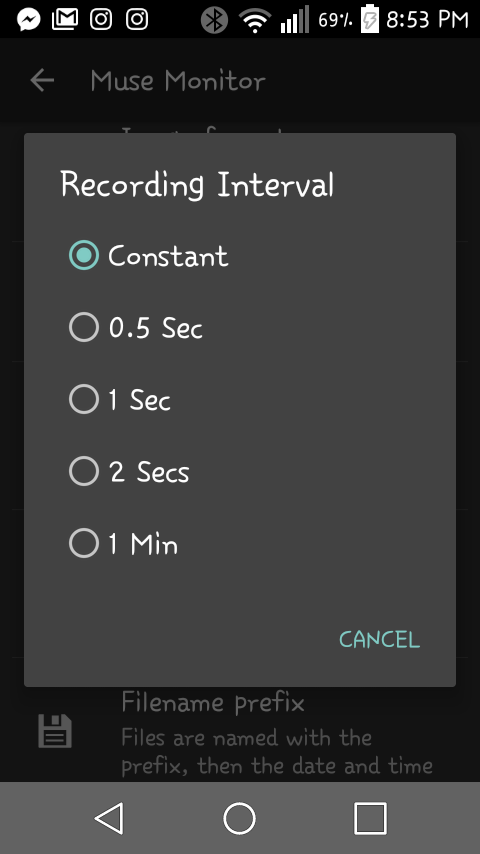 69% 8:53 PM
Muse Monitor
Recording Interval
Constant
0.5 Sec
1 Sec
2 Secs
1 Min
CANCEL
Filename prefix
Files are named with the
prefix, then the date and time